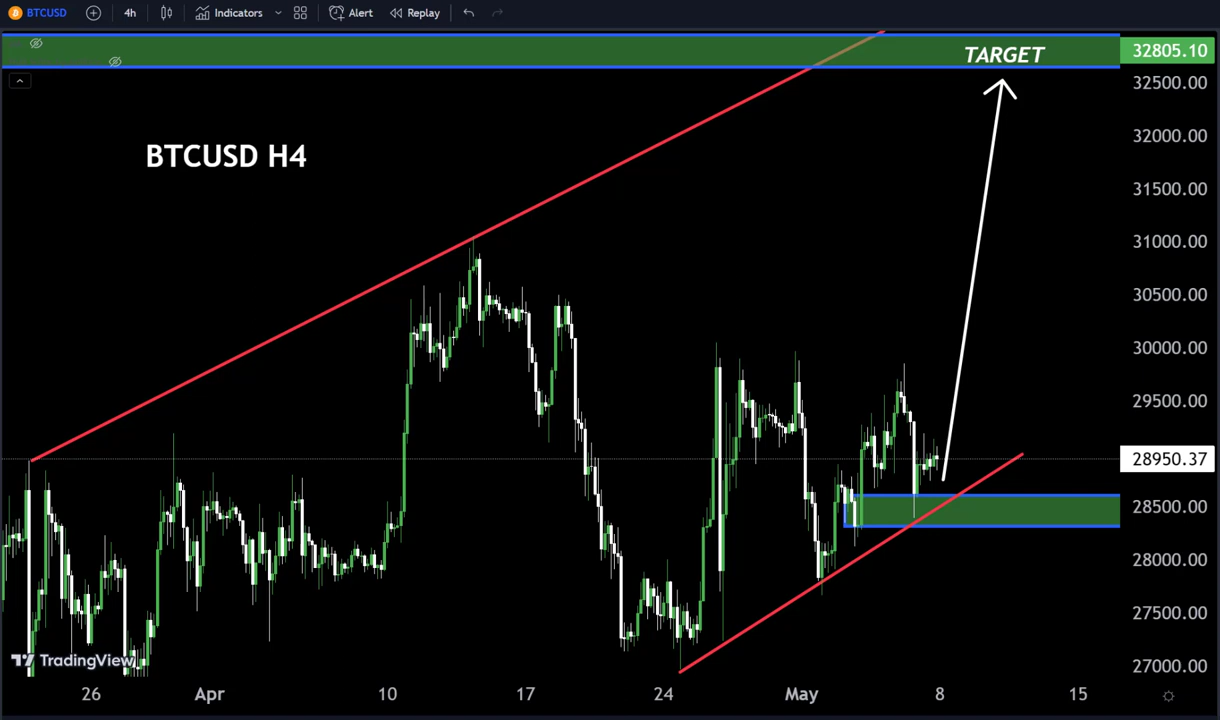 BTCUSD 4h Indicators Alert Replay
TARGET
32805.10
32500.00
BTCUSD H4
32000.00
31500.00
31000.00
30500.00
30000.00
29500.00
28950.37
28500.00
28000.00
27500.00
TradingView
27000.00
26 Apr 10 17 24 May 8 15